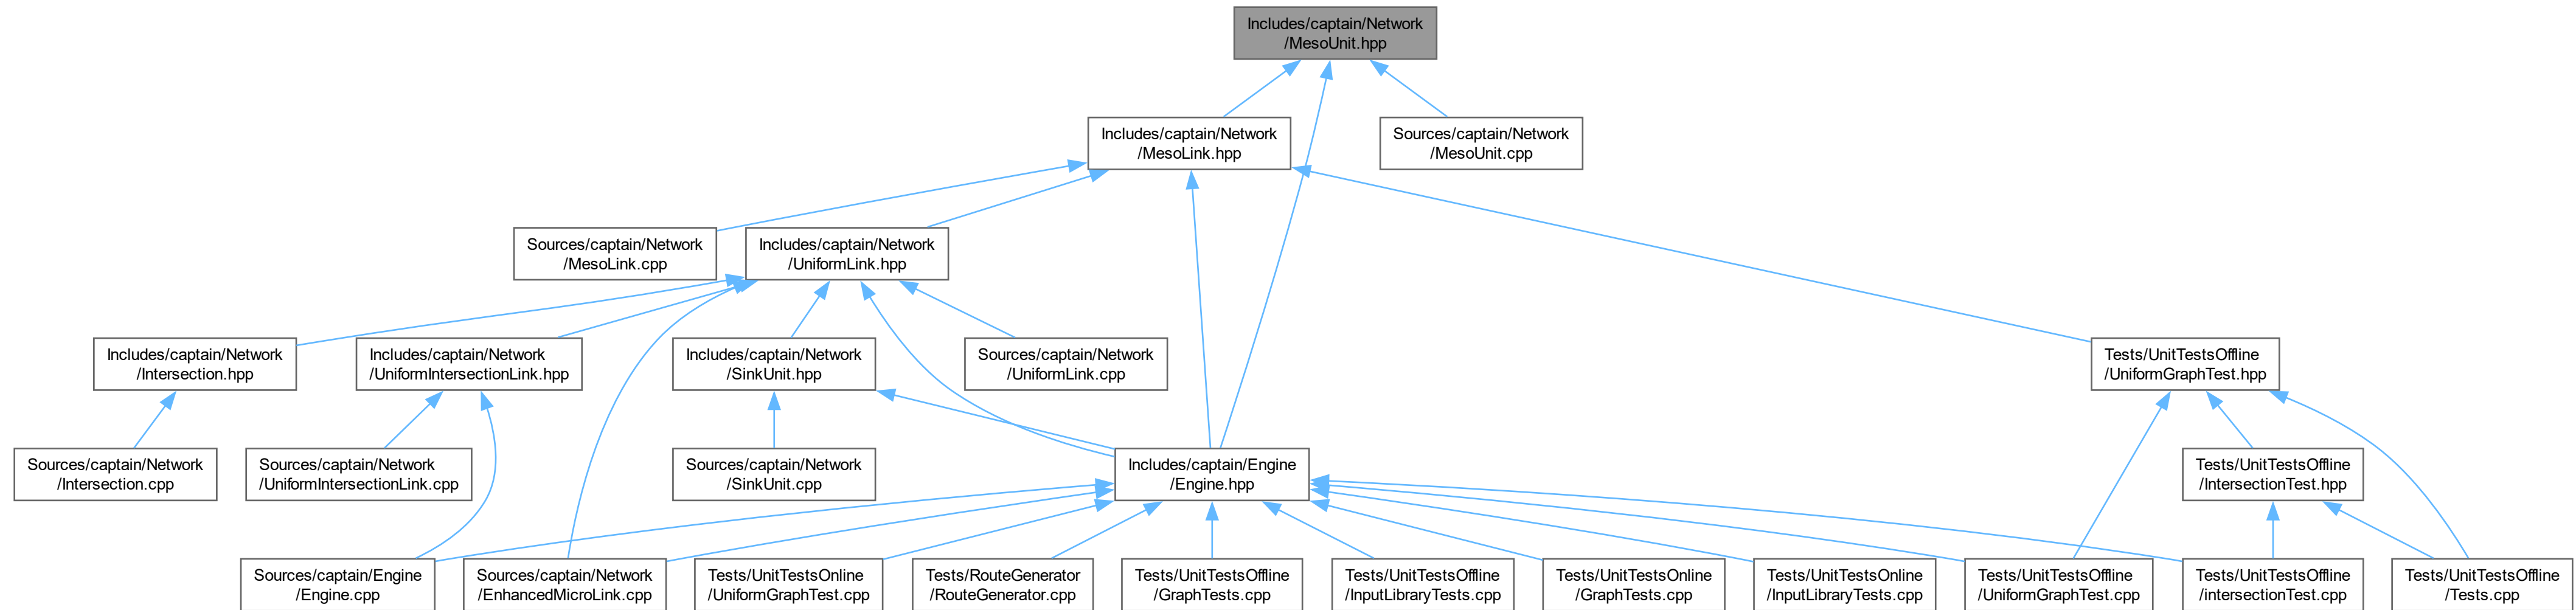 Includes/captain/Network
/MesoUnit.hpp
Includes/captain/Network
/MesoLink.hpp
Sources/captain/Network
/MesoUnit.cpp
Sources/captain/Network
/MesoLink.cpp
Includes/captain/Network
/UniformLink.hpp
Includes/captain/Network
/Intersection.hpp
Includes/captain/Network
/UniformIntersectionLink.hpp
Includes/captain/Network
/SinkUnit.hpp
Sources/captain/Network
/UniformLink.cpp
Tests/UnitTestsOffline
/UniformGraphTest.hpp
Sources/captain/Network
/Intersection.cpp
Sources/captain/Network
/UniformIntersectionLink.cpp
Sources/captain/Network
/SinkUnit.cpp
Includes/captain/Engine
/Engine.hpp
Tests/UnitTestsOffline
/IntersectionTest.hpp
Sources/captain/Engine
/Engine.cpp
Sources/captain/Network
/EnhancedMicroLink.cpp
Tests/UnitTestsOnline
/UniformGraphTest.cpp
Tests/RouteGenerator
/RouteGenerator.cpp
Tests/UnitTestsOffline
/GraphTests.cpp
Tests/UnitTestsOffline
/InputLibraryTests.cpp
Tests/UnitTestsOnline
/GraphTests.cpp
Tests/UnitTestsOnline
/InputLibraryTests.cpp
Tests/UnitTestsOffline
/UniformGraphTest.cpp
Tests/UnitTestsOffline
/intersectionTest.cpp
Tests/UnitTestsOffline
/Tests.cpp